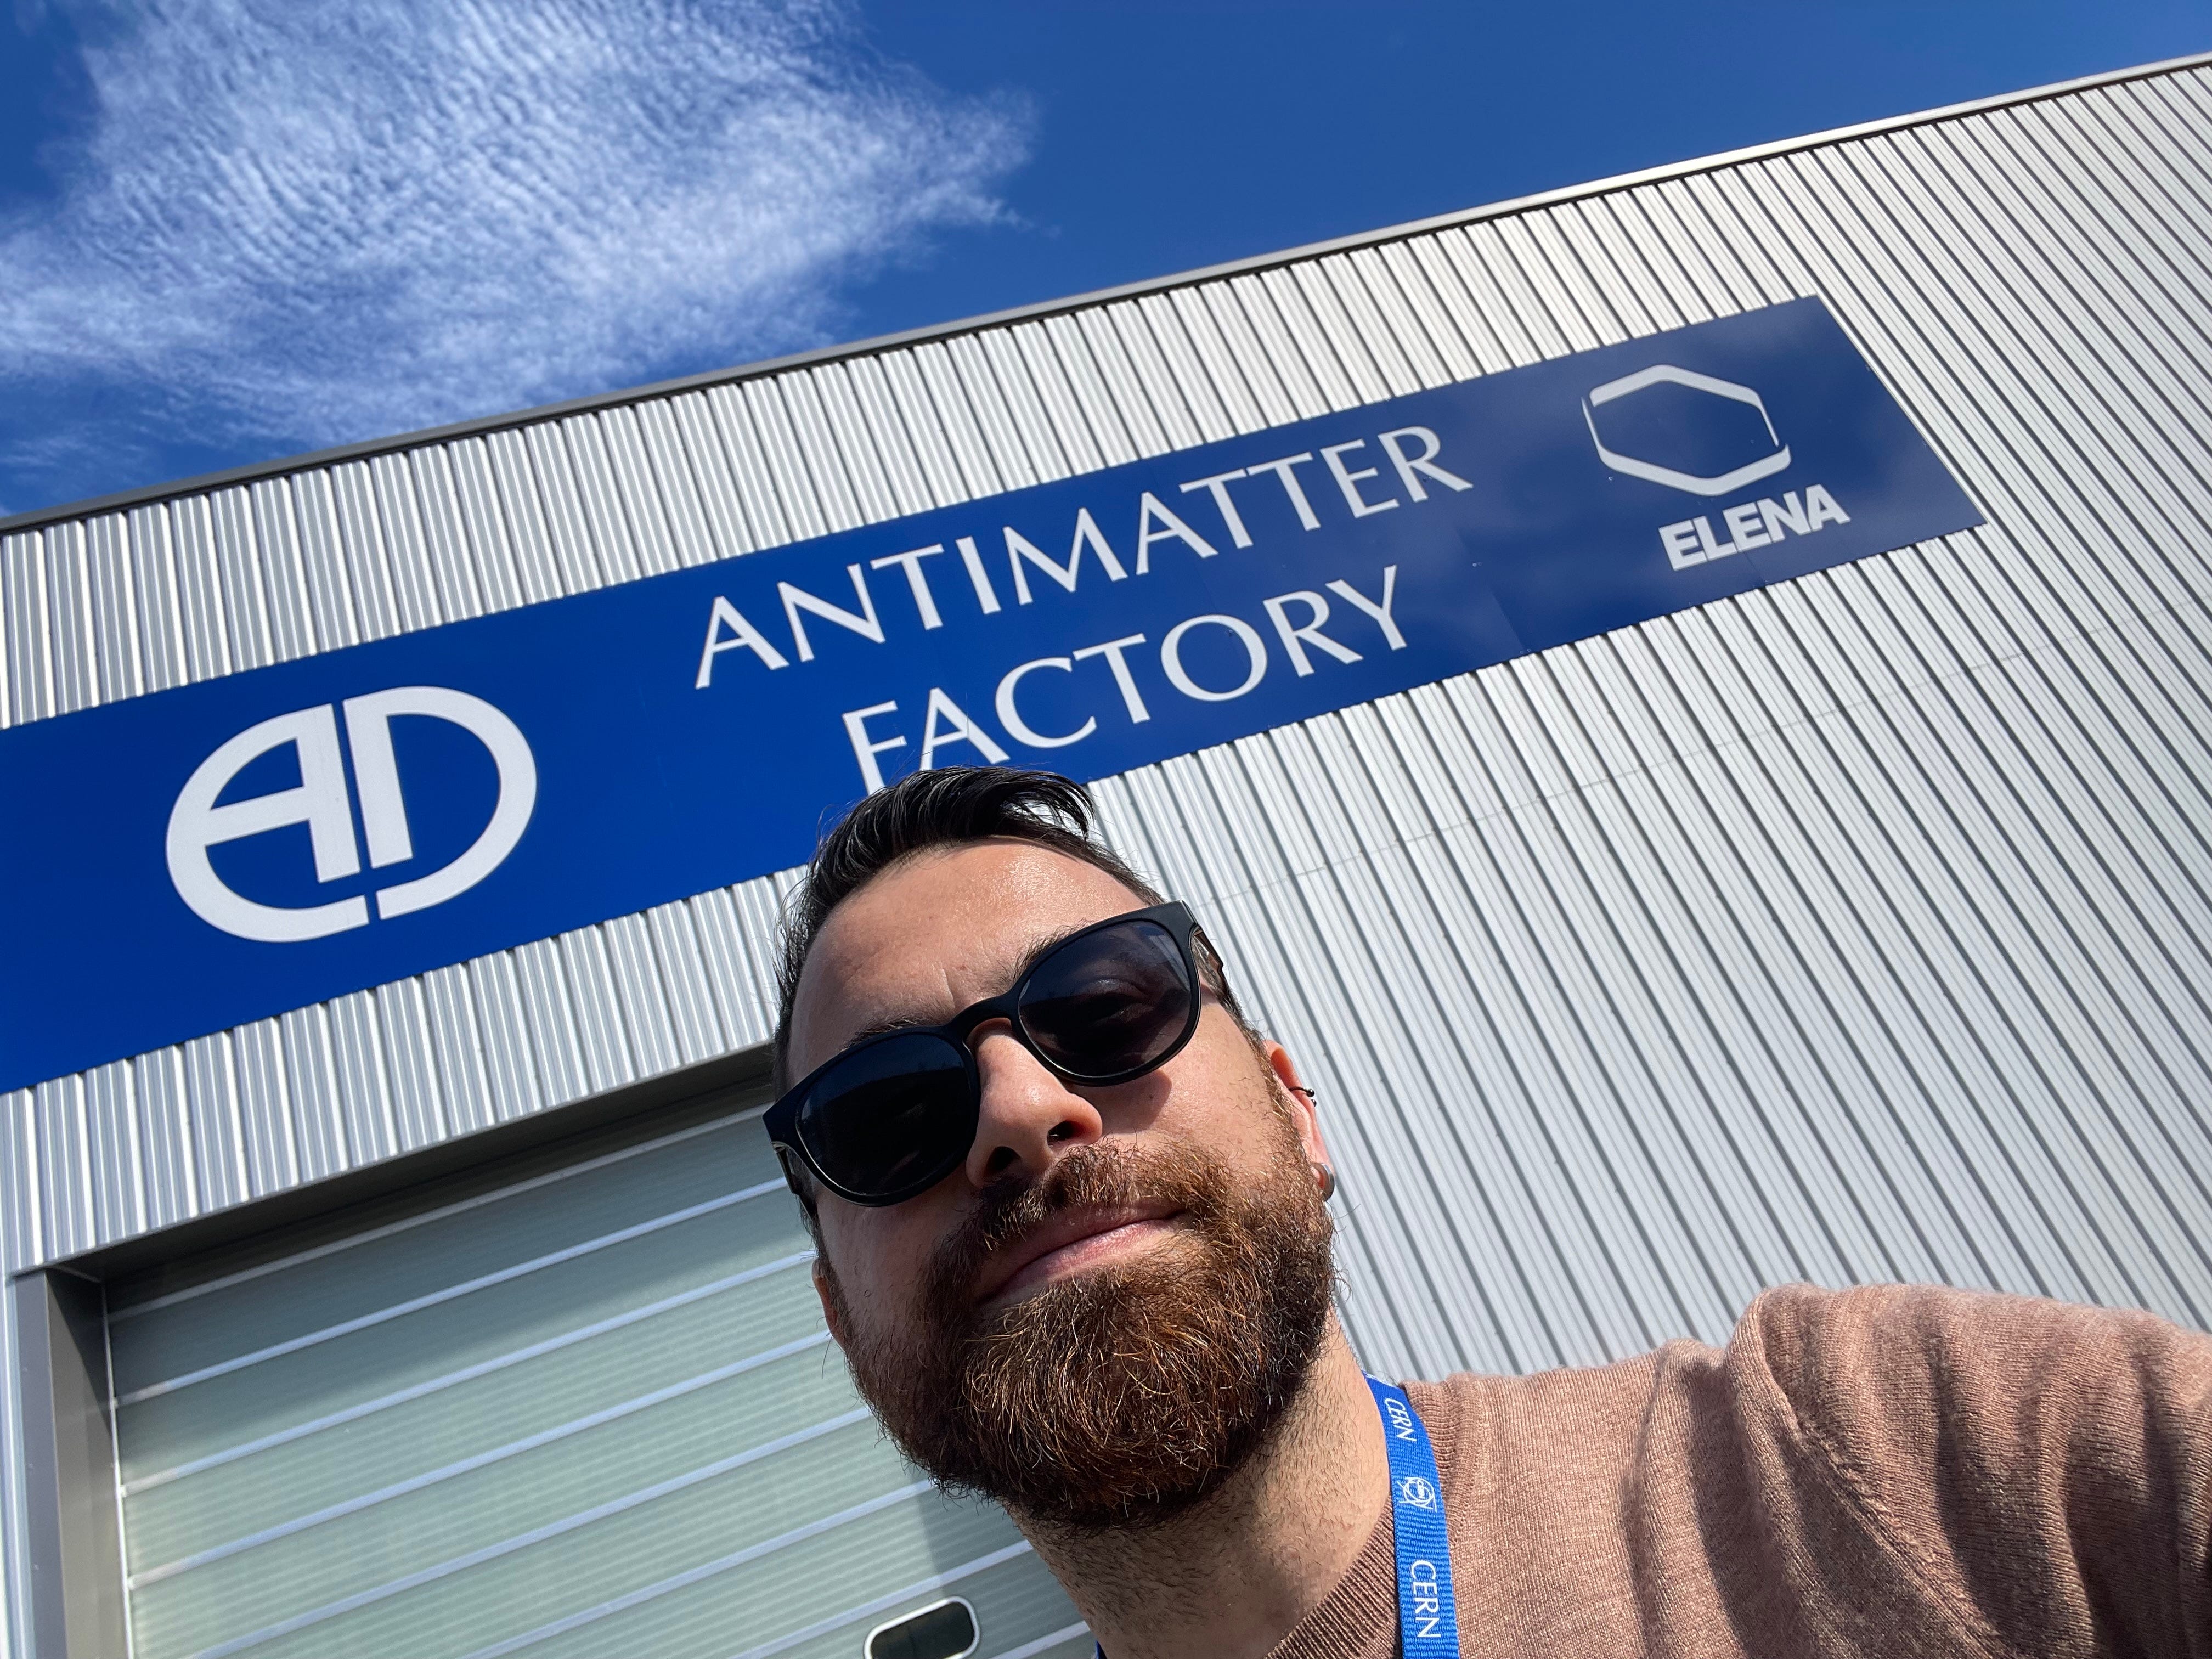 AD
ANTIMATTER
FACTORY
ELENA
CERN
CERN